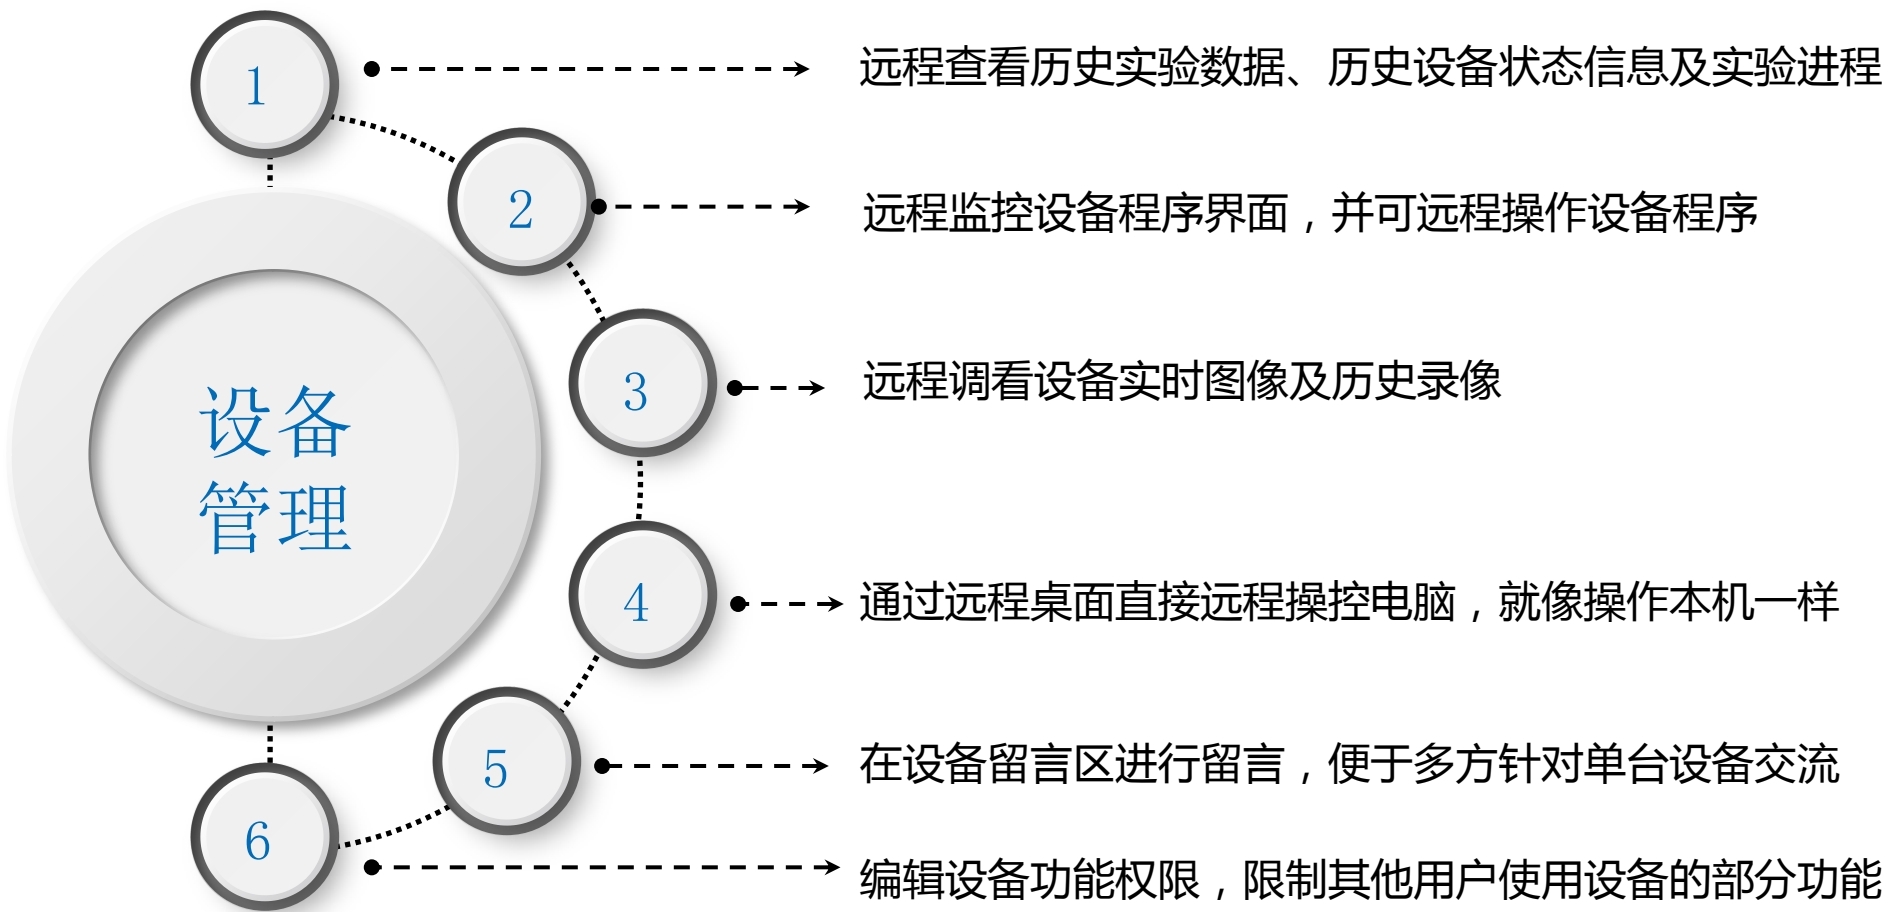 1
远程查看历史实验数据、历史设备状态信息及实验进程
2
远程监控设备程序界面，并可远程操作设备程序
3
远程调看设备实时图像及历史录像
设备
管理
4
通过远程桌面直接远程操控电脑，就像操作本机一样
5
在设备留言区进行留言，便于多方针对单台设备交流
6
编辑设备功能权限，限制其他用户使用设备的部分功能